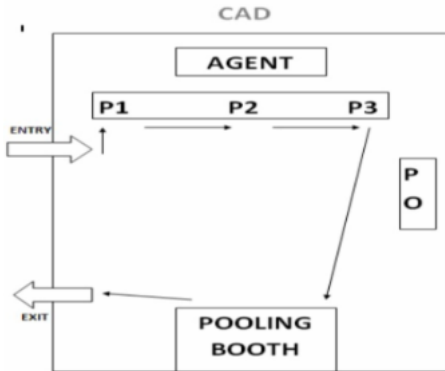 CAD
AGENT
P1 P2 P3
ENTRY
P
O
EXIT
POOLING
BOOTH